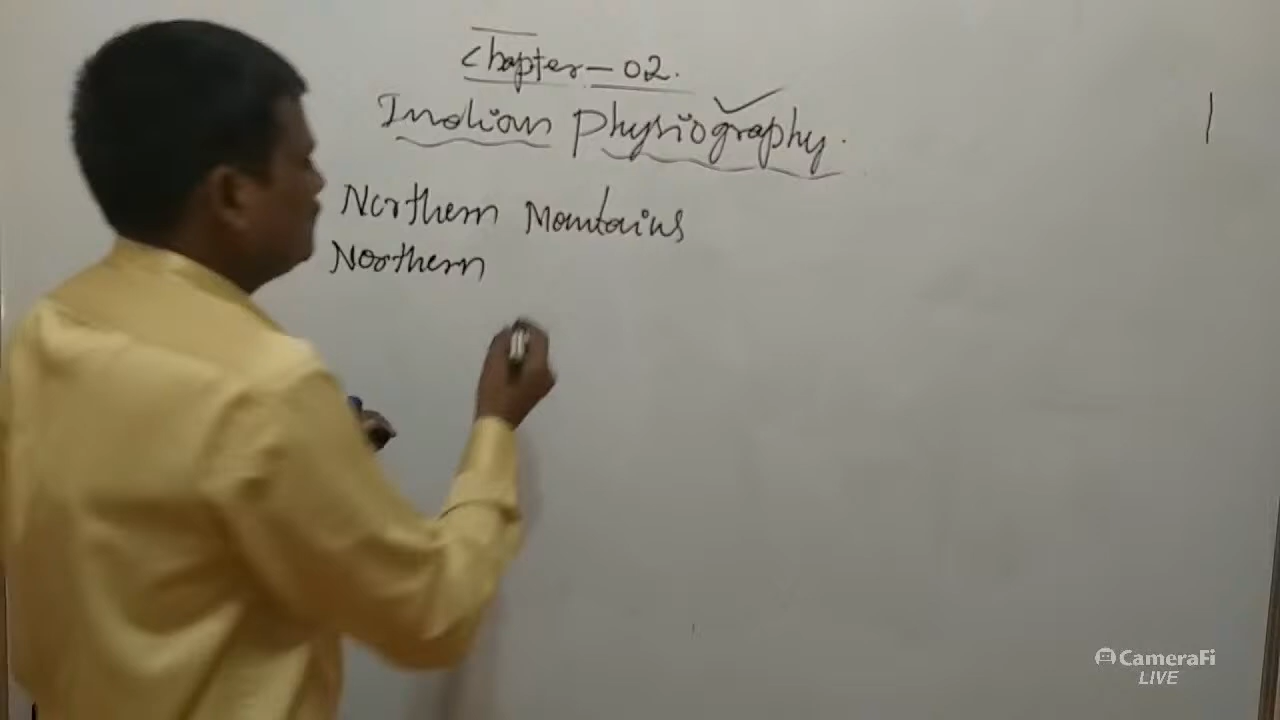 Chapter-02.
Indian Physiography.
Northern Mountains
Northern
CameraFi
LIVE